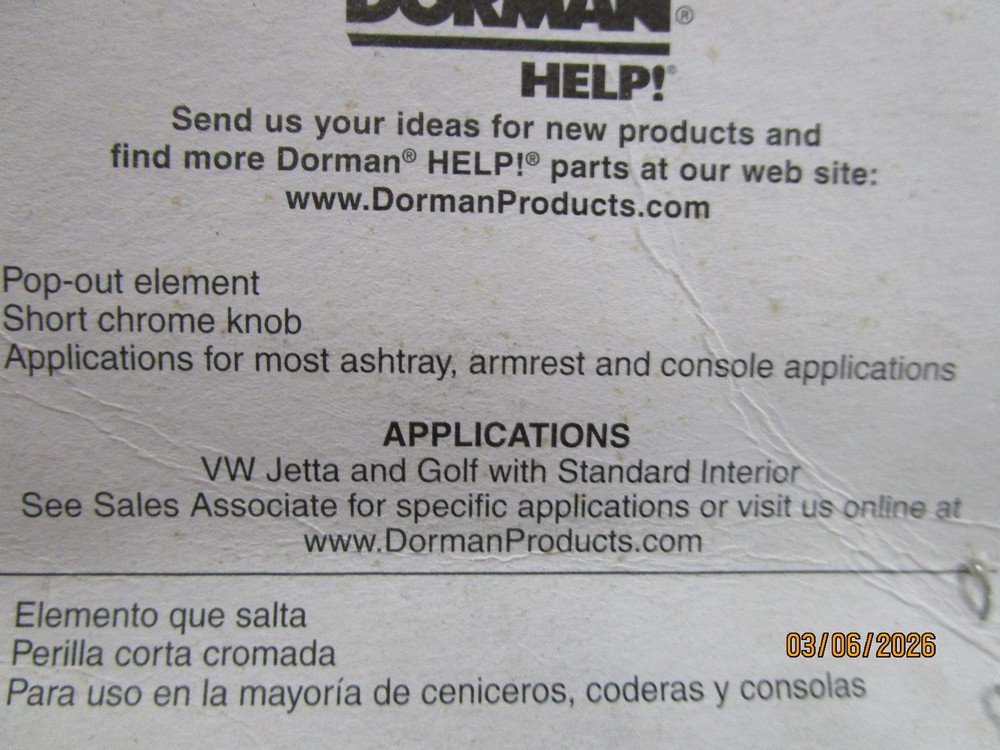 DORMAN®
HELP!®
Send us your ideas for new products and
find more Dorman® HELP!® parts at our web site:
www.DormanProducts.com
Pop-out element
Short chrome knob
Applications for most ashtray, armrest and console applications
APPLICATIONS
VW Jetta and Golf with Standard Interior
See Sales Associate for specific applications or visit us online at
www.DormanProducts.com
Elemento que salta
Perilla corta cromada
Para uso en la mayoría de ceniceros, coderas y consolas
03/06/2026